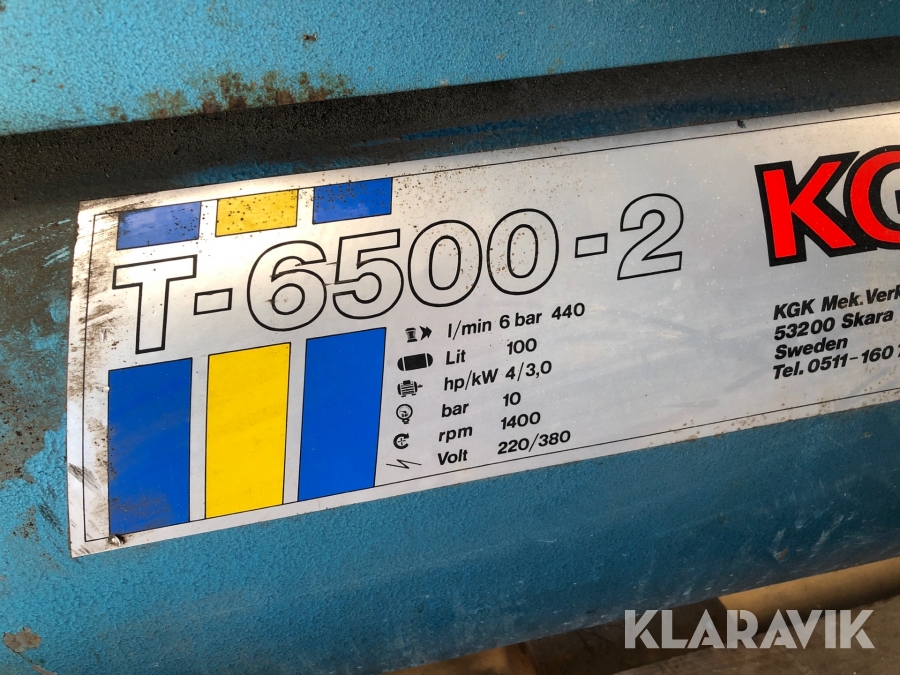 T-6500-2
l/min 6 bar 440
Lit 100
hp/kW 4/3,0
bar 10
rpm 1400
Volt 220/380
KG
KGK Mek. Verk
53200 Skara
Sweden
Tel. 0511-160
KLARAVIK